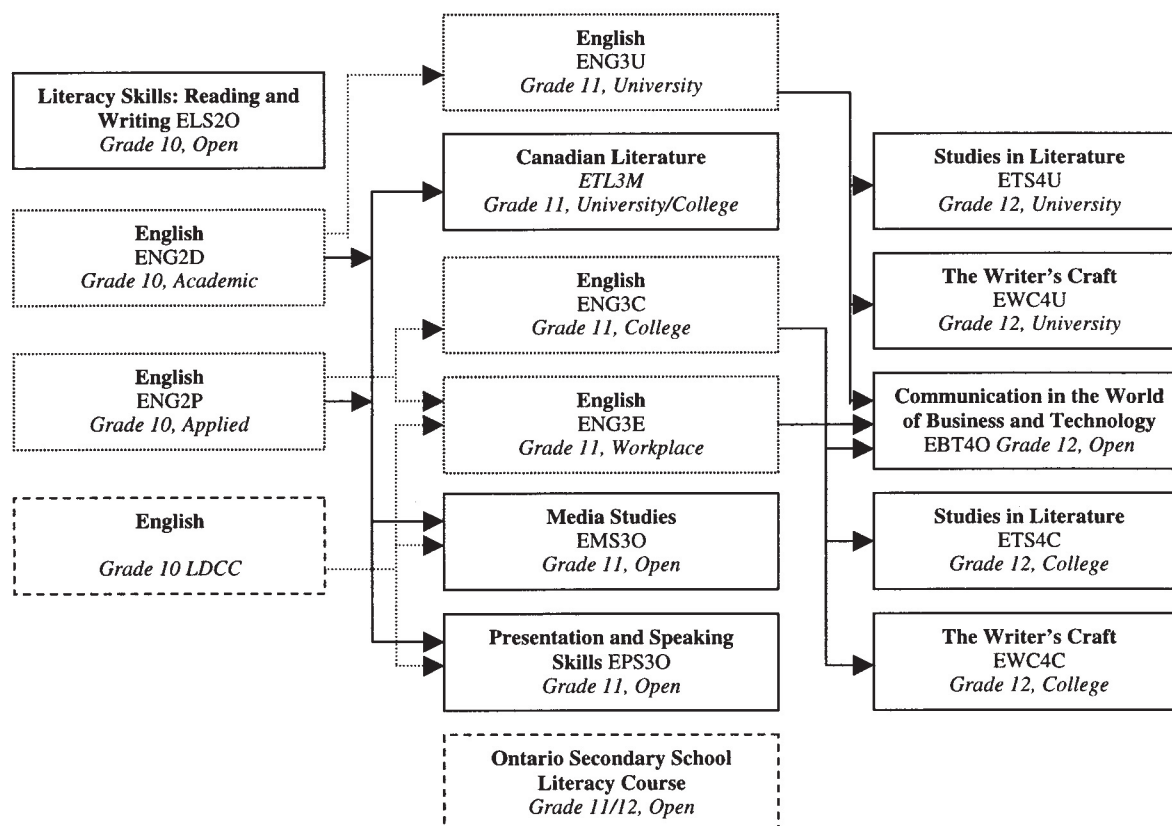 Literacy Skills: Reading and
Writing ELS2O
Grade 10, Open
English
ENG2D
Grade 10, Academic
English
ENG2P
Grade 10, Applied
English
Grade 10 LDCC
English
ENG3U
Grade 11, University
Canadian Literature
ETL3M
Grade 11, University/College
English
ENG3C
Grade 11, College
English
ENG3E
Grade 11, Workplace
Media Studies
EMS3O
Grade 11, Open
Presentation and Speaking
Skills EPS3O
Grade 11, Open
Ontario Secondary School
Literacy Course
Grade 11/12, Open
Studies in Literature
ETS4U
Grade 12, University
The Writer's Craft
EWC4U
Grade 12, University
Communication in the World
of Business and Technology
EBT4O Grade 12, Open
Studies in Literature
ETS4C
Grade 12, College
The Writer's Craft
EWC4C
Grade 12, College